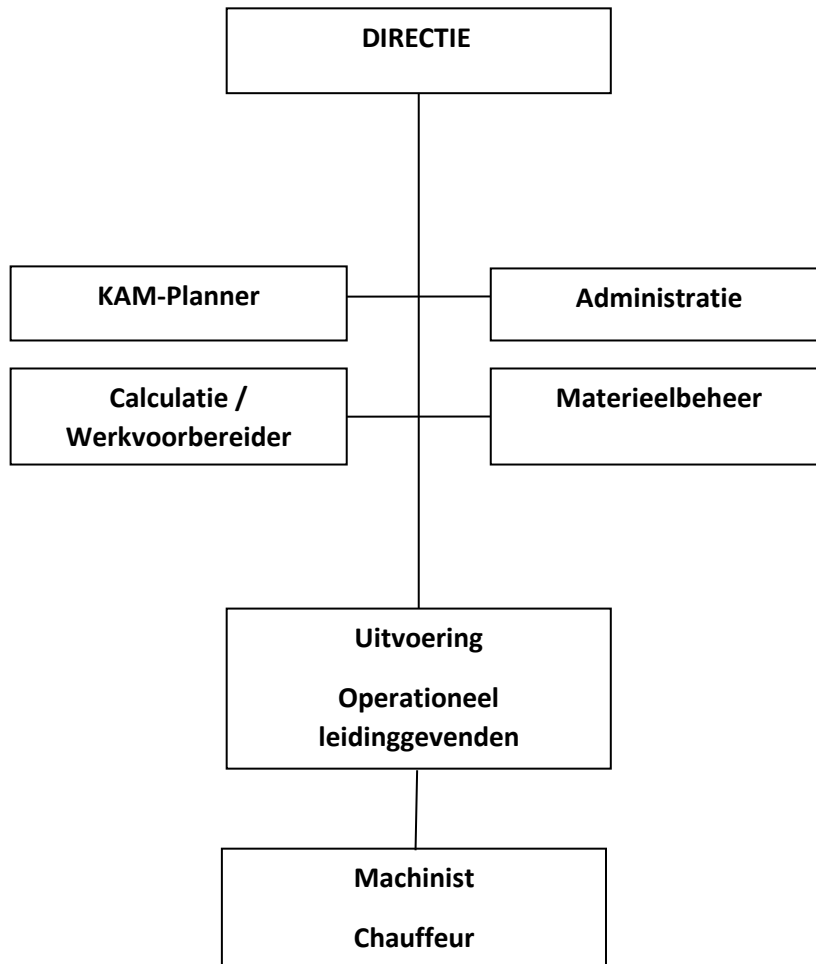 DIRECTIE
KAM-Planner
Administratie
Calculatie /
Werkvoorbereider
Materieelbeheer
Uitvoering
Operationeel
leidinggevenden
Machinist
Chauffeur